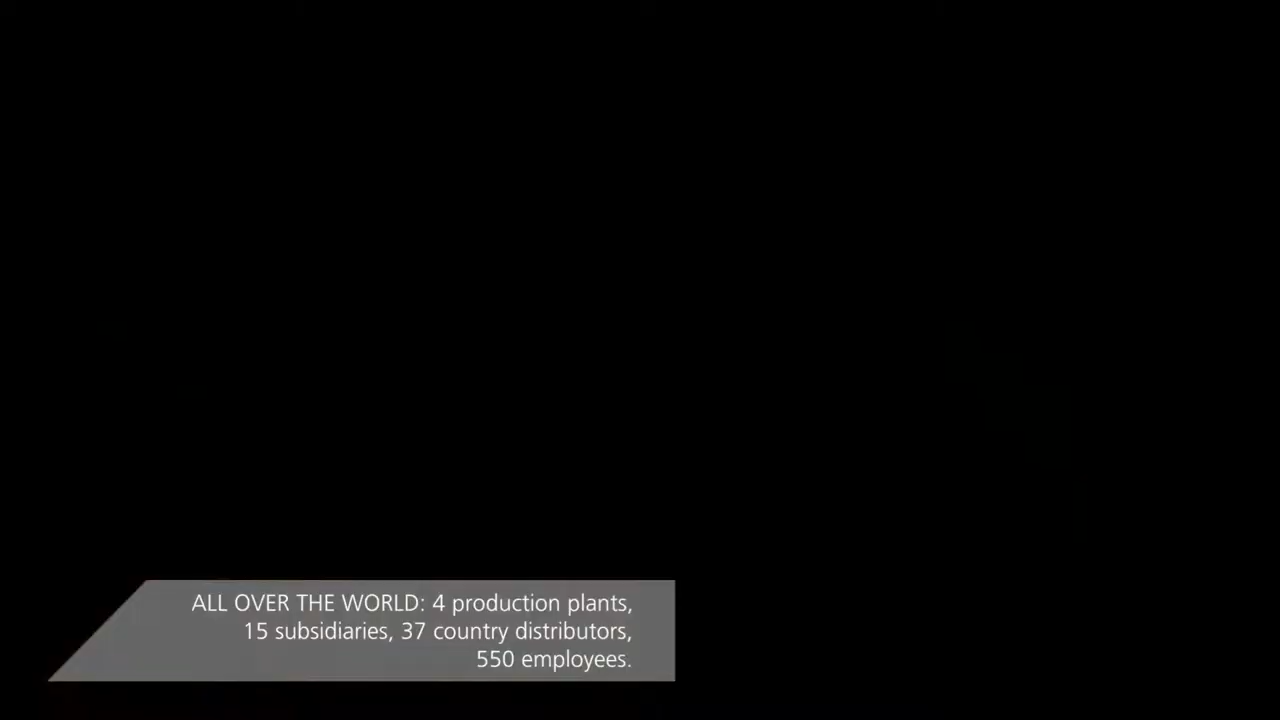 ALL OVER THE WORLD: 4 production plants,
15 subsidiaries, 37 country distributors,
550 employees.